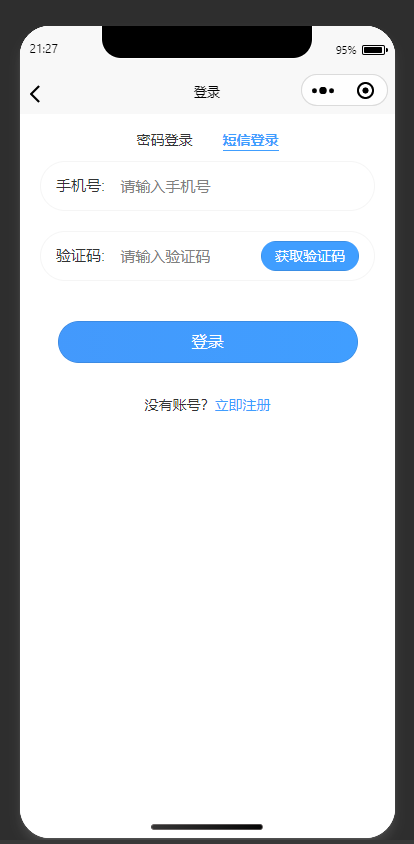 21:27
95%
登录
密码登录 短信登录
手机号: 请输入手机号
验证码: 请输入验证码 获取验证码
登录
没有账号? 立即注册